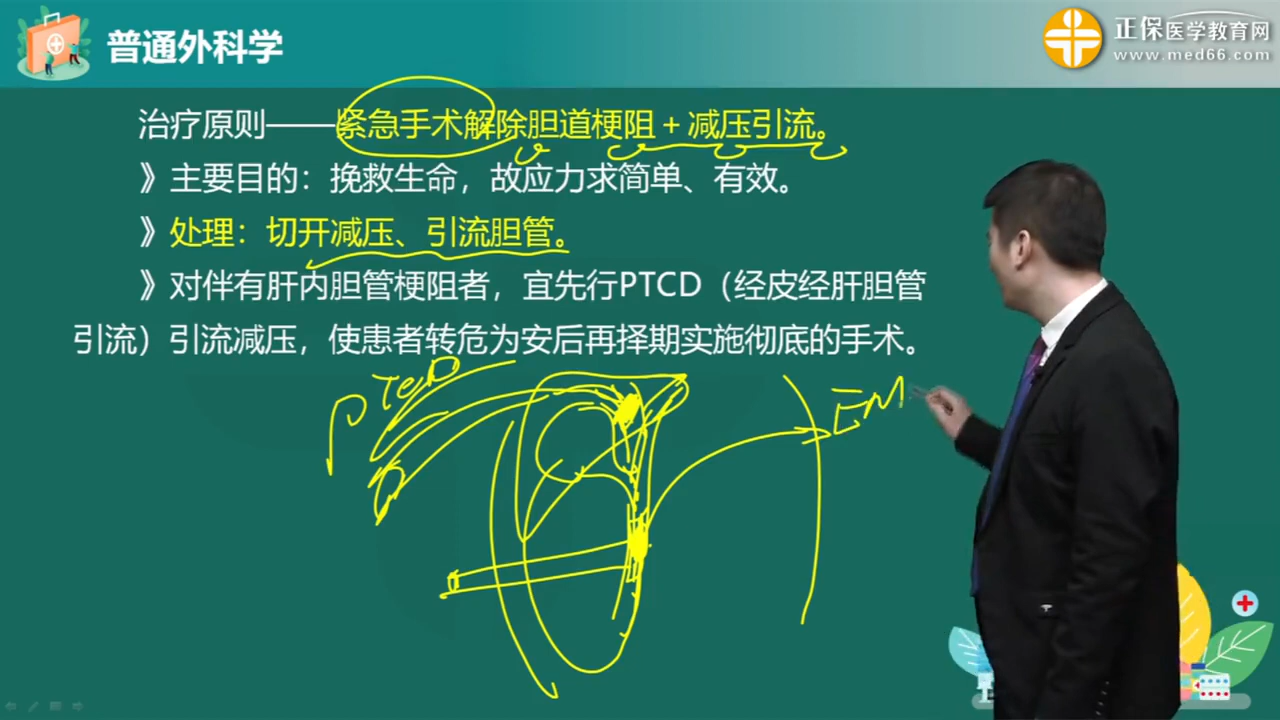 普通外科学
正保医学教育网
www.med66.com
治疗原则——紧急手术解除胆道梗阻+减压引流。
》主要目的：挽救生命，故应力求简单、有效。
》处理：切开减压、引流胆管。
》对伴有肝内胆管梗阻者，宜先行PTCD（经皮经肝胆管
引流）引流减压，使患者转危为安后再择期实施彻底的手术。
PTCD
EM